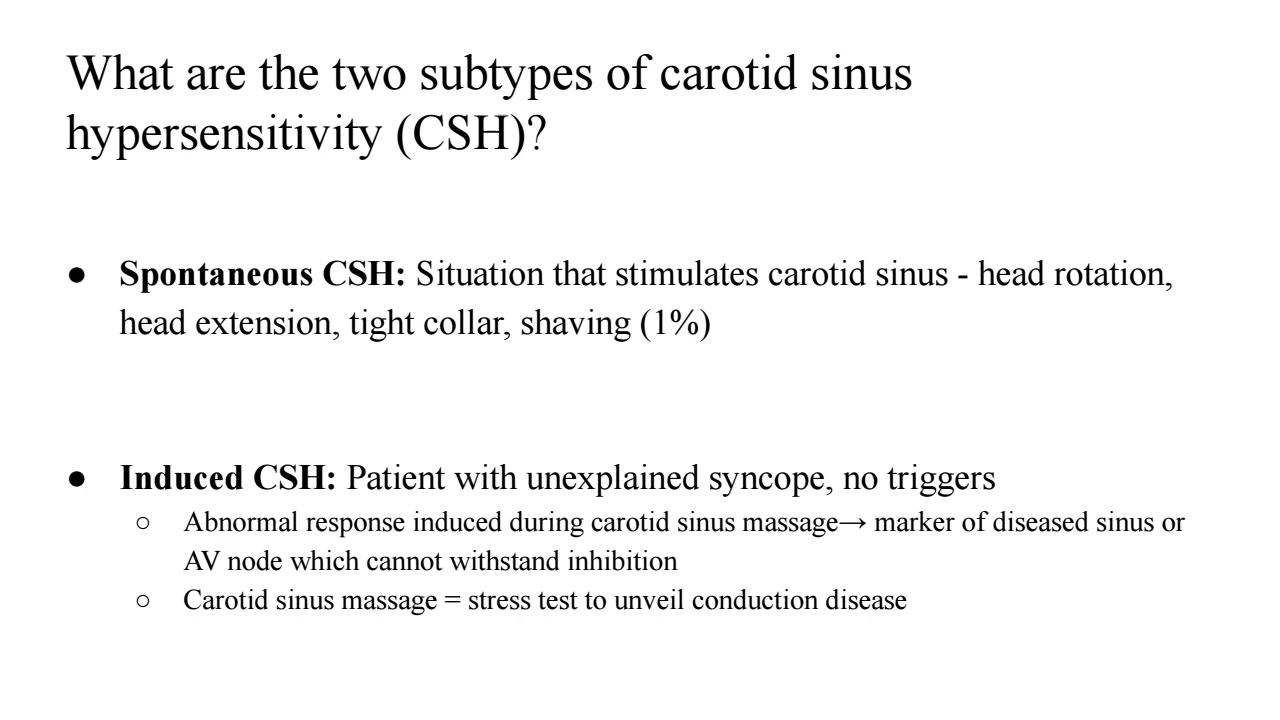 What are the two subtypes of carotid sinus
hypersensitivity (CSH)?
● Spontaneous CSH: Situation that stimulates carotid sinus - head rotation,
head extension, tight collar, shaving (1%)
● Induced CSH: Patient with unexplained syncope, no triggers
○ Abnormal response induced during carotid sinus massage→ marker of diseased sinus or
AV node which cannot withstand inhibition
○ Carotid sinus massage = stress test to unveil conduction disease